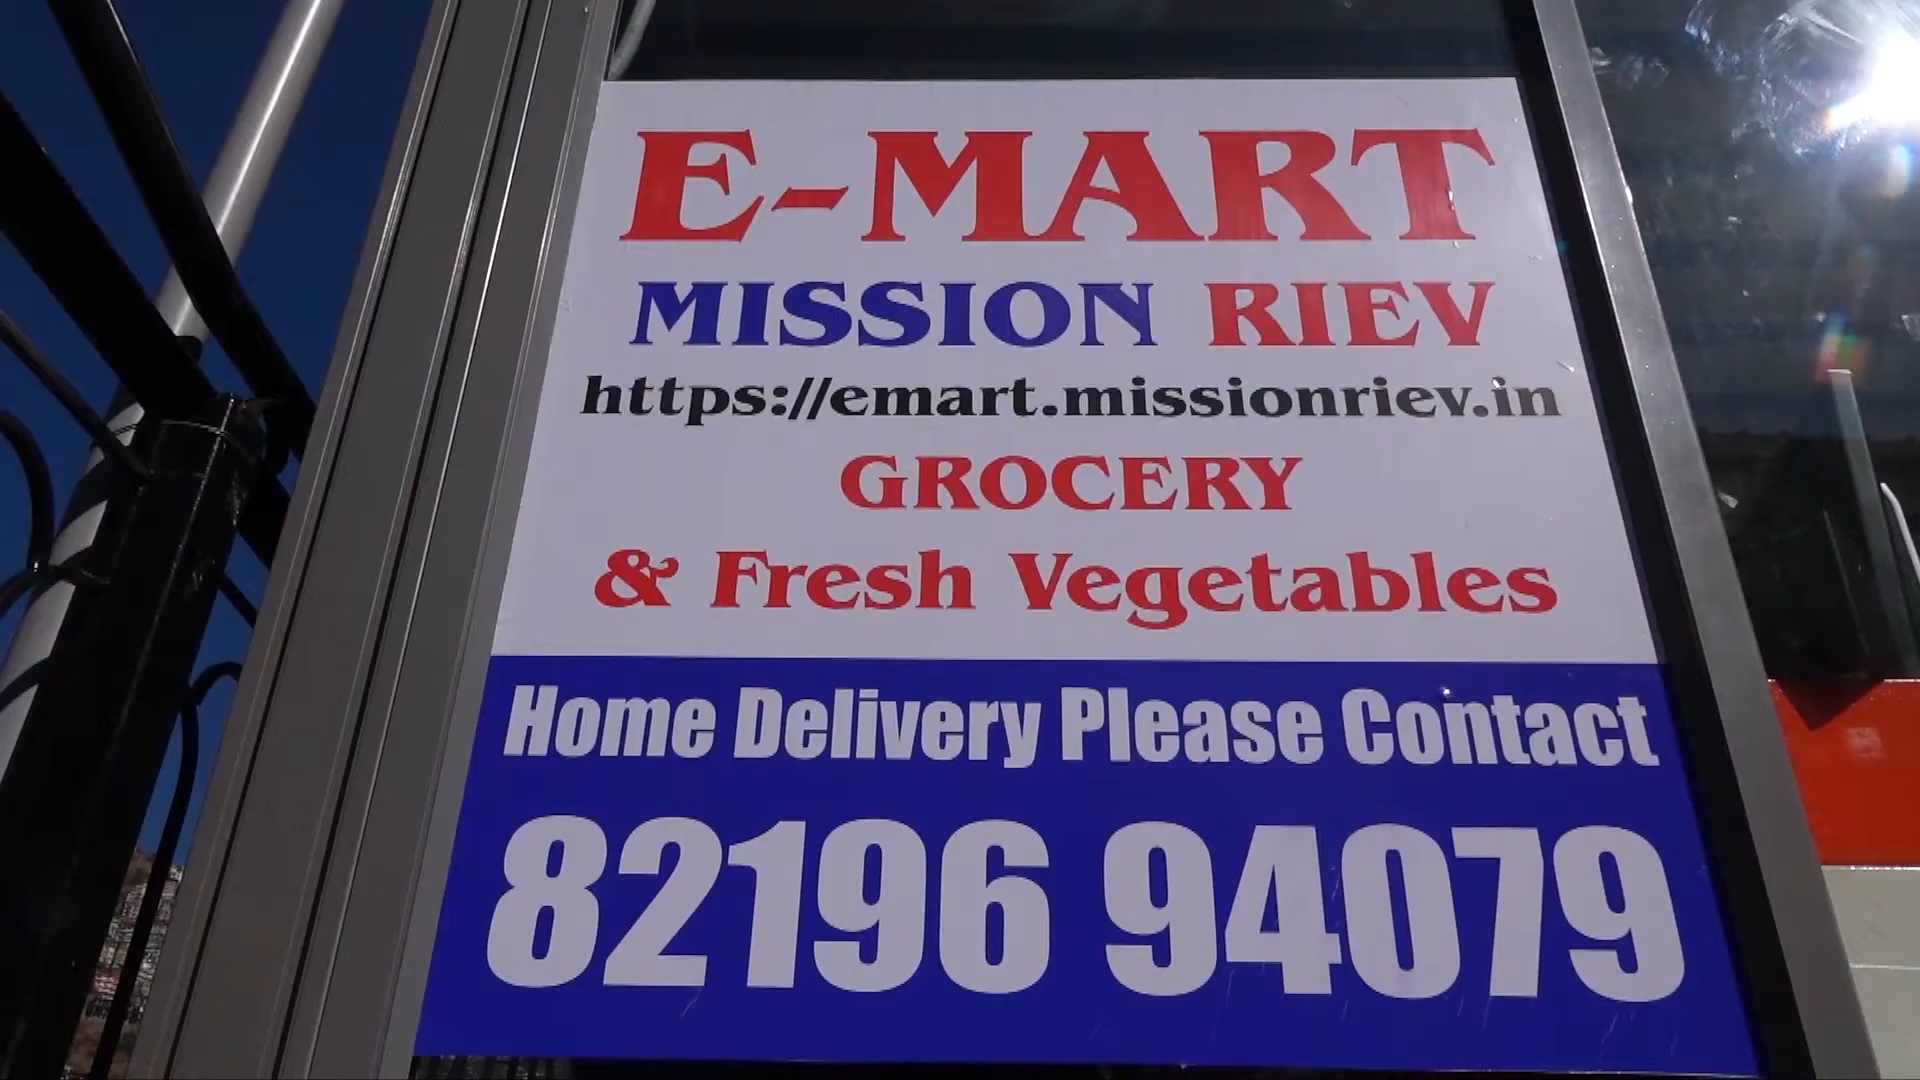 E-MART
MISSION RIEV
https://emart.missionriev.in
GROCERY
& Fresh Vegetables
Home Delivery Please Contact
82196 94079